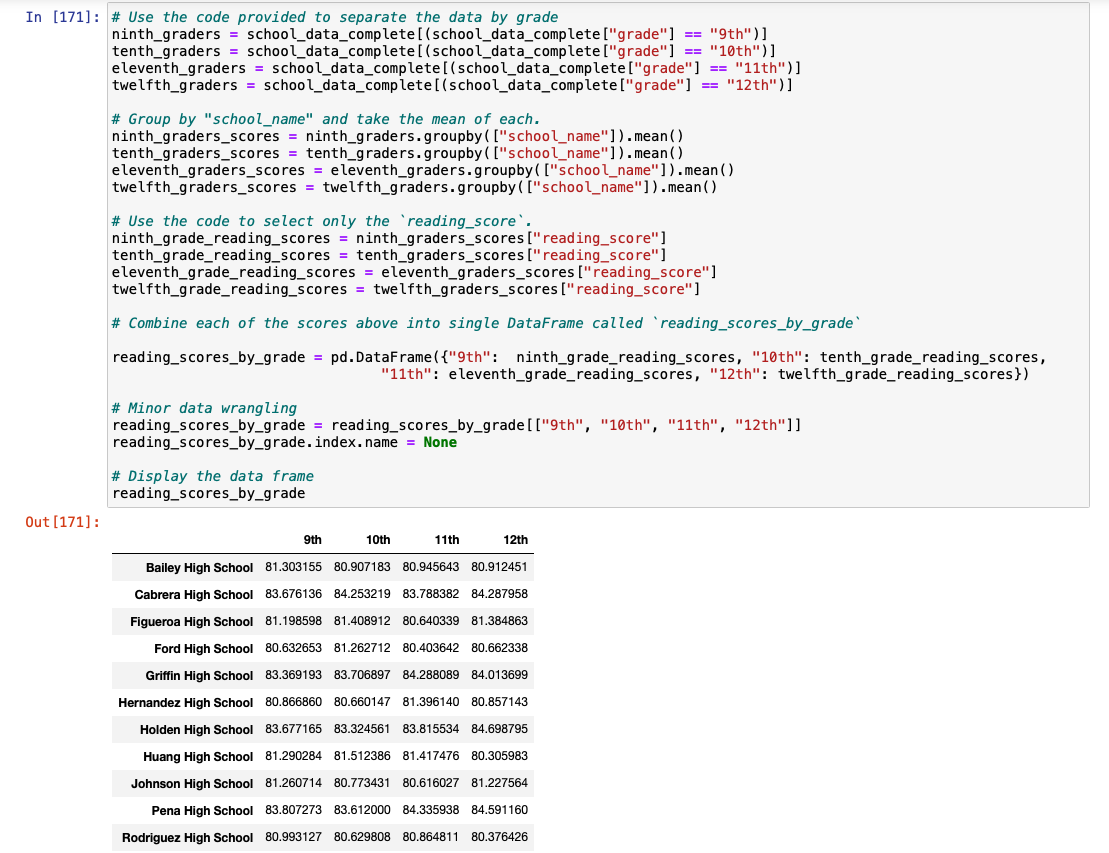 In [171]:
# Use the code provided to separate the data by grade
ninth_graders = school_data_complete[(school_data_complete["grade"] == "9th")]
tenth_graders = school_data_complete[(school_data_complete["grade"] == "10th")]
eleventh_graders = school_data_complete[(school_data_complete["grade"] == "11th")]
twelfth_graders = school_data_complete[(school_data_complete["grade"] == "12th")]
# Group by "school_name" and take the mean of each.
ninth_graders_scores = ninth_graders.groupby(["school_name"]).mean()
tenth_graders_scores = tenth_graders.groupby(["school_name"]).mean()
eleventh_graders_scores = eleventh_graders.groupby(["school_name"]).mean()
twelfth_graders_scores = twelfth_graders.groupby(["school_name"]).mean()
# Use the code to select only the `reading_score`.
ninth_grade_reading_scores = ninth_graders_scores["reading_score"]
tenth_grade_reading_scores = tenth_graders_scores["reading_score"]
eleventh_grade_reading_scores = eleventh_graders_scores["reading_score"]
twelfth_grade_reading_scores = twelfth_graders_scores["reading_score"]
# Combine each of the scores above into single DataFrame called `reading_scores_by_grade`
reading_scores_by_grade = pd.DataFrame({"9th":  ninth_grade_reading_scores, "10th": tenth_grade_reading_scores,
"11th": eleventh_grade_reading_scores, "12th": twelfth_grade_reading_scores})
# Minor data wrangling
reading_scores_by_grade = reading_scores_by_grade[["9th", "10th", "11th", "12th"]]
reading_scores_by_grade.index.name = None
# Display the data frame
reading_scores_by_grade
Out[171]:
9th 10th 11th 12th
Bailey High School 81.303155 80.907183 80.945643 80.912451
Cabrera High School 83.676136 84.253219 83.788382 84.287958
Figueroa High School 81.198598 81.408912 80.640339 81.384863
Ford High School 80.632653 81.262712 80.403642 80.662338
Griffin High School 83.369193 83.706897 84.288089 84.013699
Hernandez High School 80.866860 80.660147 81.396140 80.857143
Holden High School 83.677165 83.324561 83.815534 84.698795
Huang High School 81.290284 81.512386 81.417476 80.305983
Johnson High School 81.260714 80.773431 80.616027 81.227564
Pena High School 83.807273 83.612000 84.335938 84.591160
Rodriguez High School 80.993127 80.629808 80.864811 80.376426